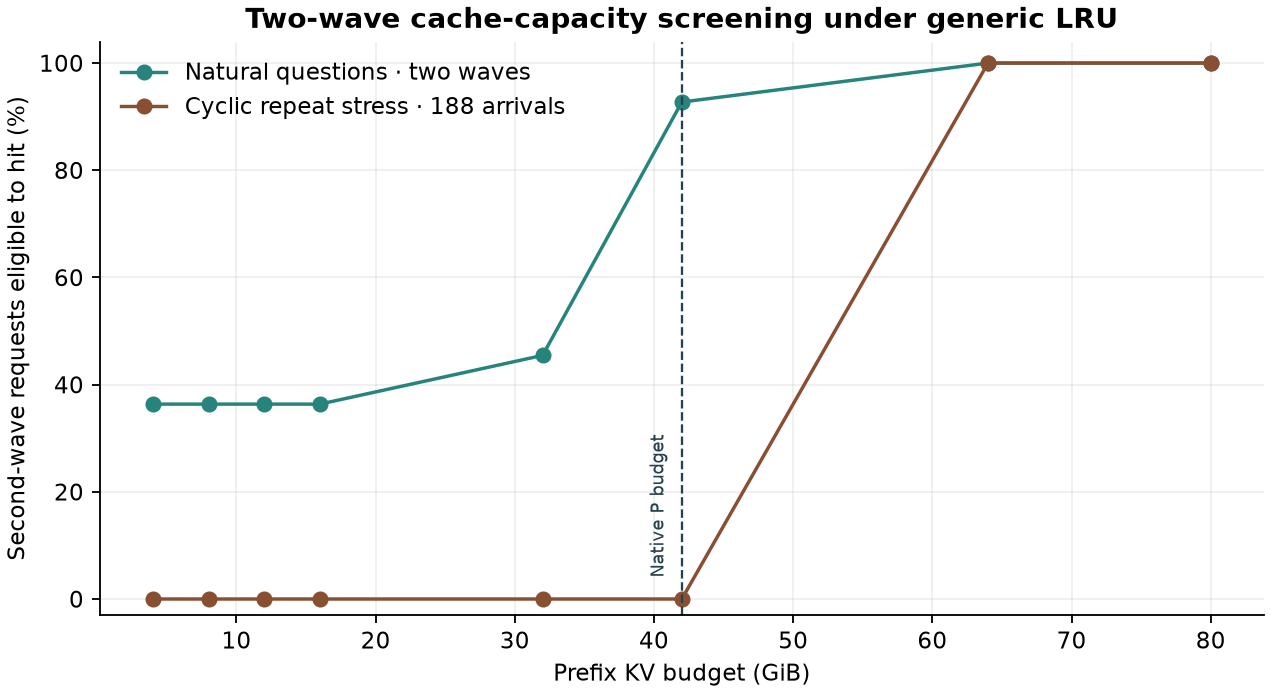 Two-wave cache-capacity screening under generic LRU
Natural questions · two waves
Cyclic repeat stress · 188 arrivals
Second-wave requests eligible to hit (%)
100
80
60
40
20
0
Native P budget
10 20 30 40 50 60 70 80
Prefix KV budget (GiB)